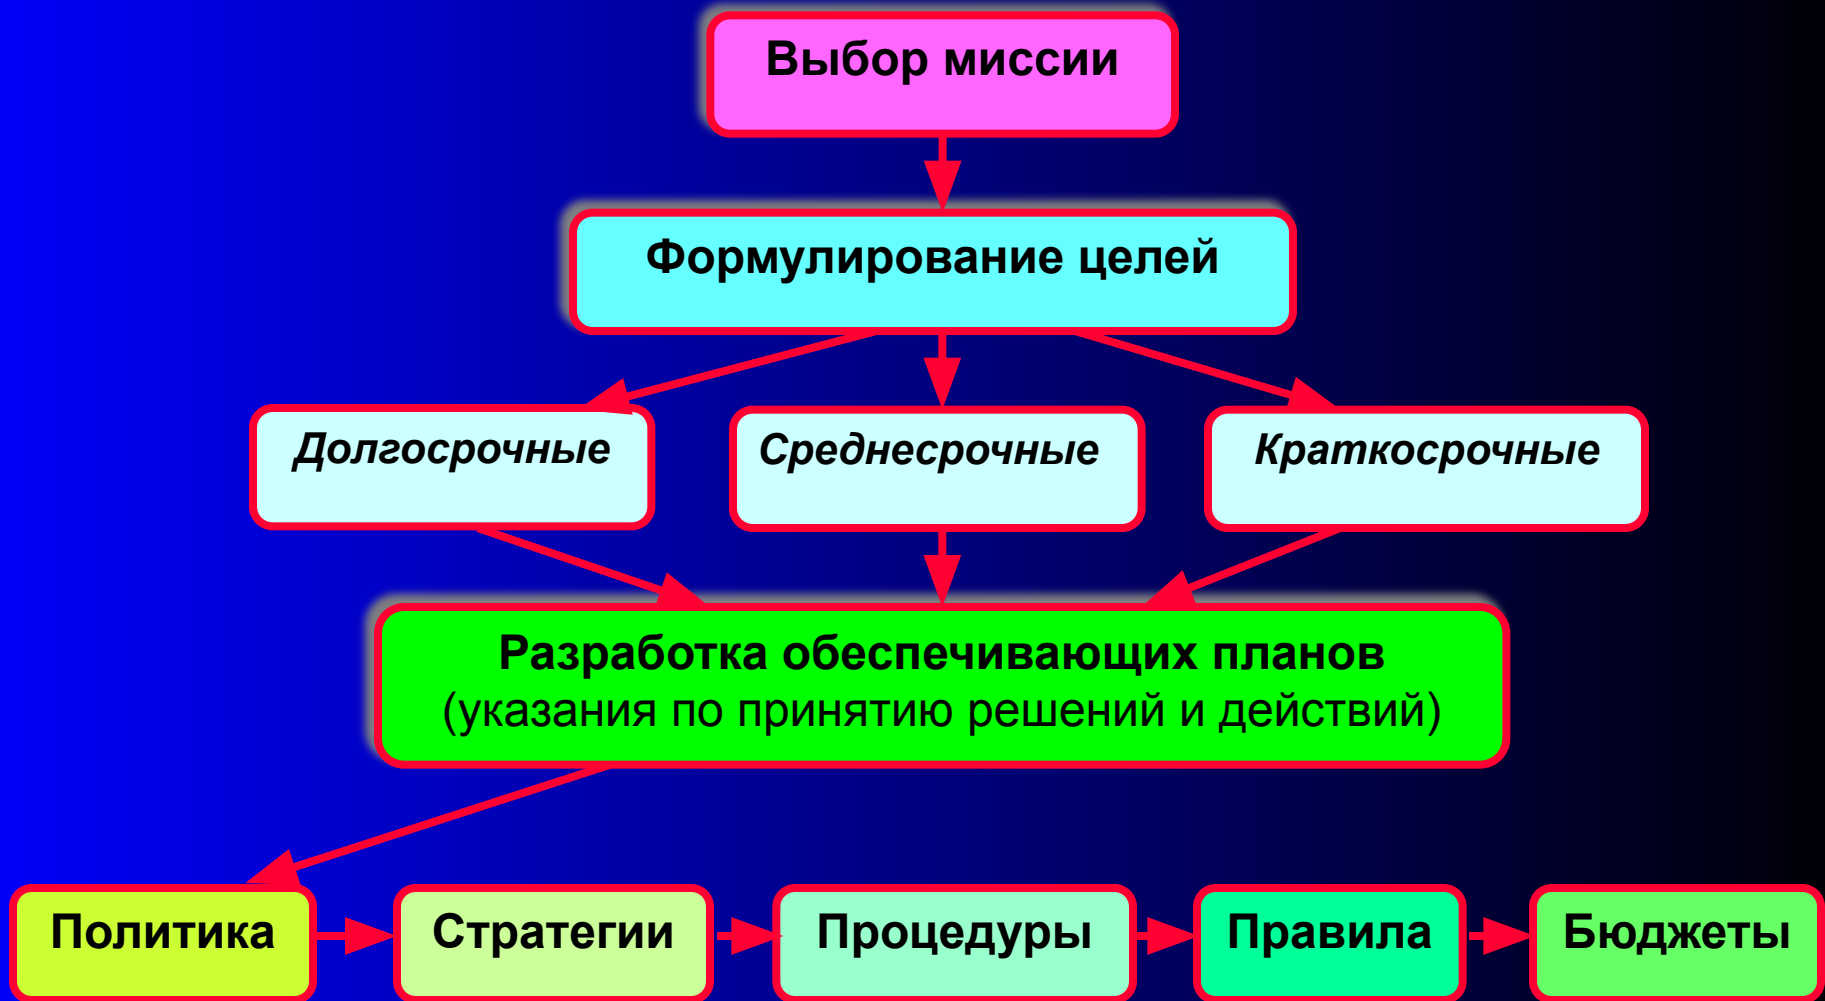 Выбор миссии
Формулирование целей
Долгосрочные
Среднесрочные
Краткосрочные
Разработка обеспечивающих планов
(указания по принятию решений и действий)
Политика
Стратегии
Процедуры
Правила
Бюджеты